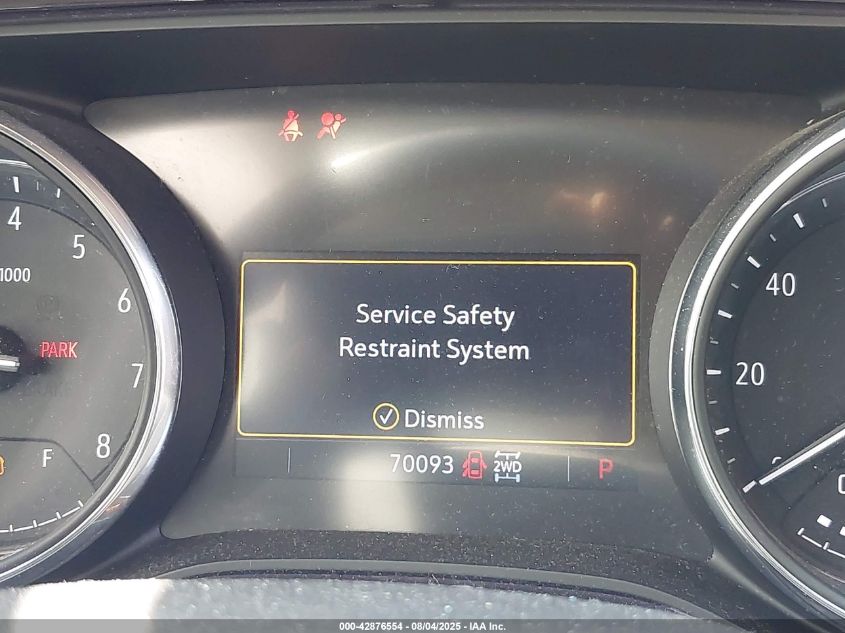 4
5
1000
6
PARK
7
F
8
Service Safety
Restraint System
Dismiss
70093 2WD P
40
20
0
000-42876554 - 08/04/2025 - IAA Inc.